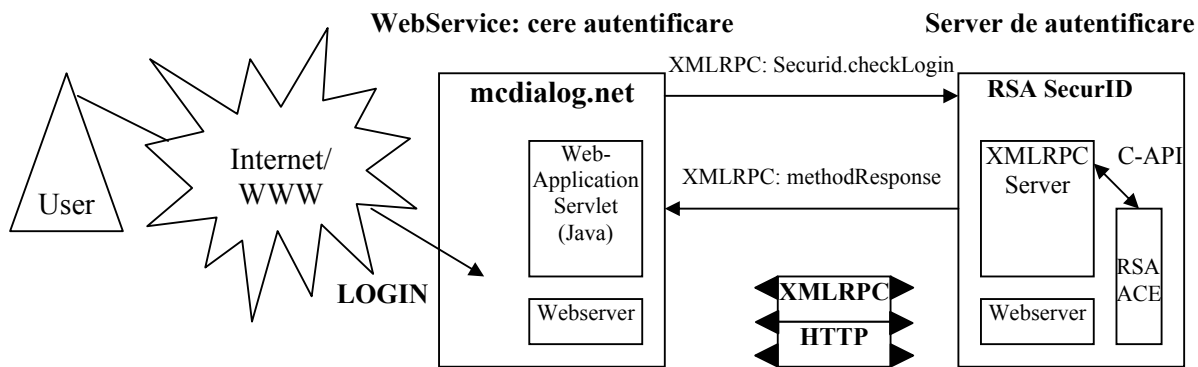 WebService: cere autentificare
Server de autentificare
XMLRPC: Securid.checkLogin
mcdialog.net
RSA SecurID
Internet/
WWW
User
Web-
Application
Servlet
(Java)
XMLRPC
Server
C-API
XMLRPC: methodResponse
LOGIN
Webserver
XMLRPC
HTTP
RSA
ACE
Webserver